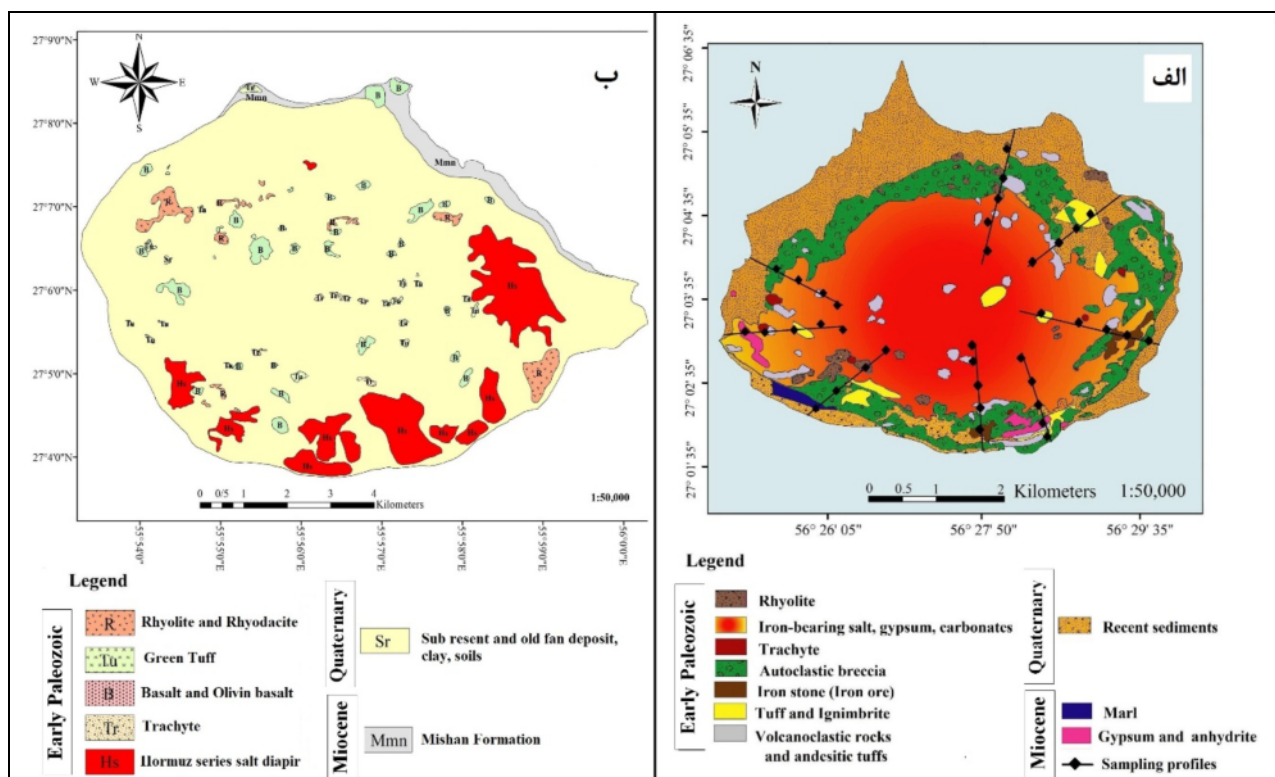 ب
N
W
E
S
27°9'0"N
27°8'0"N
27°7'0"N
27°6'0"N
27°5'0"N
27°4'0"N
Mmn
B
B
Mmn
B
R
Tu
B
B
B
B
R
B
B
B
Sr
B
Hs
Hs
Hs
Hs
Hs
Hs
R
0 0/5 1 2 3 4
Kilometers
1:50,000
55°54'0"E
55°55'0"E
55°56'0"E
55°57'0"E
55°58'0"E
55°59'0"E
56°0'0"E
Legend
Early Paleozoic
R Rhyolite and Rhyodacite
Tu Green Tuff
B Basalt and Olivin basalt
Tr Trachyte
Hs Hormuz series salt diapir
Quaternary
Sr Sub resent and old fan deposit,
clay, soils
Miocene
Mmn Mishan Formation
الف
N
27° 06' 35"
27° 05' 35"
27° 04' 35"
27° 03' 35"
27° 02' 35"
27° 01' 35"
0 0.5 1 2 Kilometers 1:50,000
56° 26' 05"
56° 27' 50"
56° 29' 35"
Legend
Early Paleozoic
Rhyolite
Iron-bearing salt, gypsum, carbonates
Trachyte
Autoclastic breccia
Iron stone (Iron ore)
Tuff and Ignimbrite
Volcanoclastic rocks
and andesitic tuffs
Quaternary
Recent sediments
Miocene
Marl
Gypsum and anhydrite
Sampling profiles